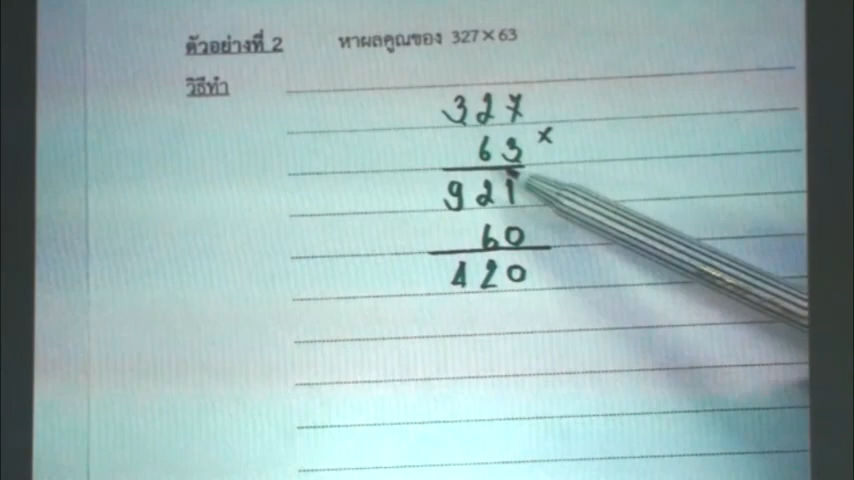 ตัวอย่างที่ 2 หาผลคูณของ 327 × 63
วิธีทำ
327
63 ×
921
60
420